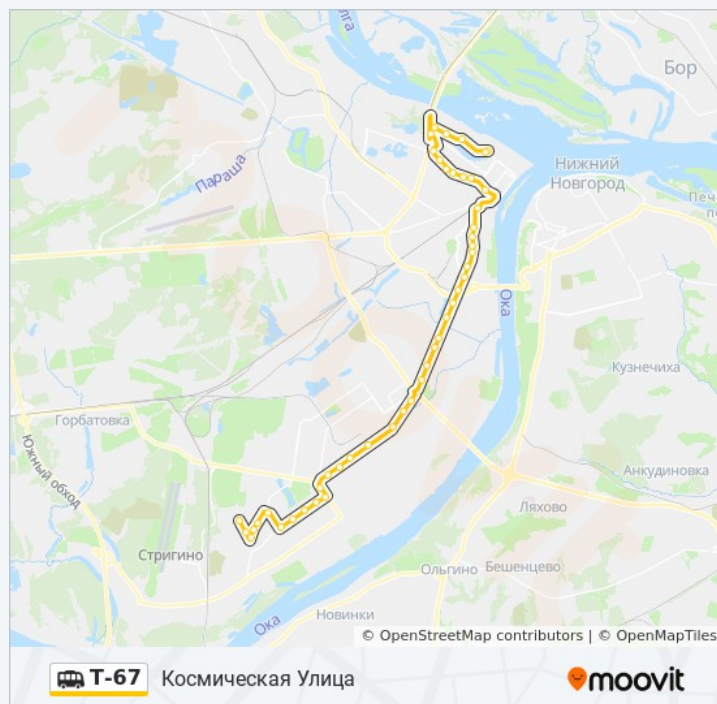 лга
Бор
Параша
Нижний
Новгород
Печ
п
Ока
Кузнечиха
Горбатовка
Южный обход
Анкудиновка
Ляхово
Стригино
Ольгино
Бешенцево
Новинки
Ока
© OpenStreetMap contributors | © OpenMapTiles
Т-67
Космическая Улица
moovit